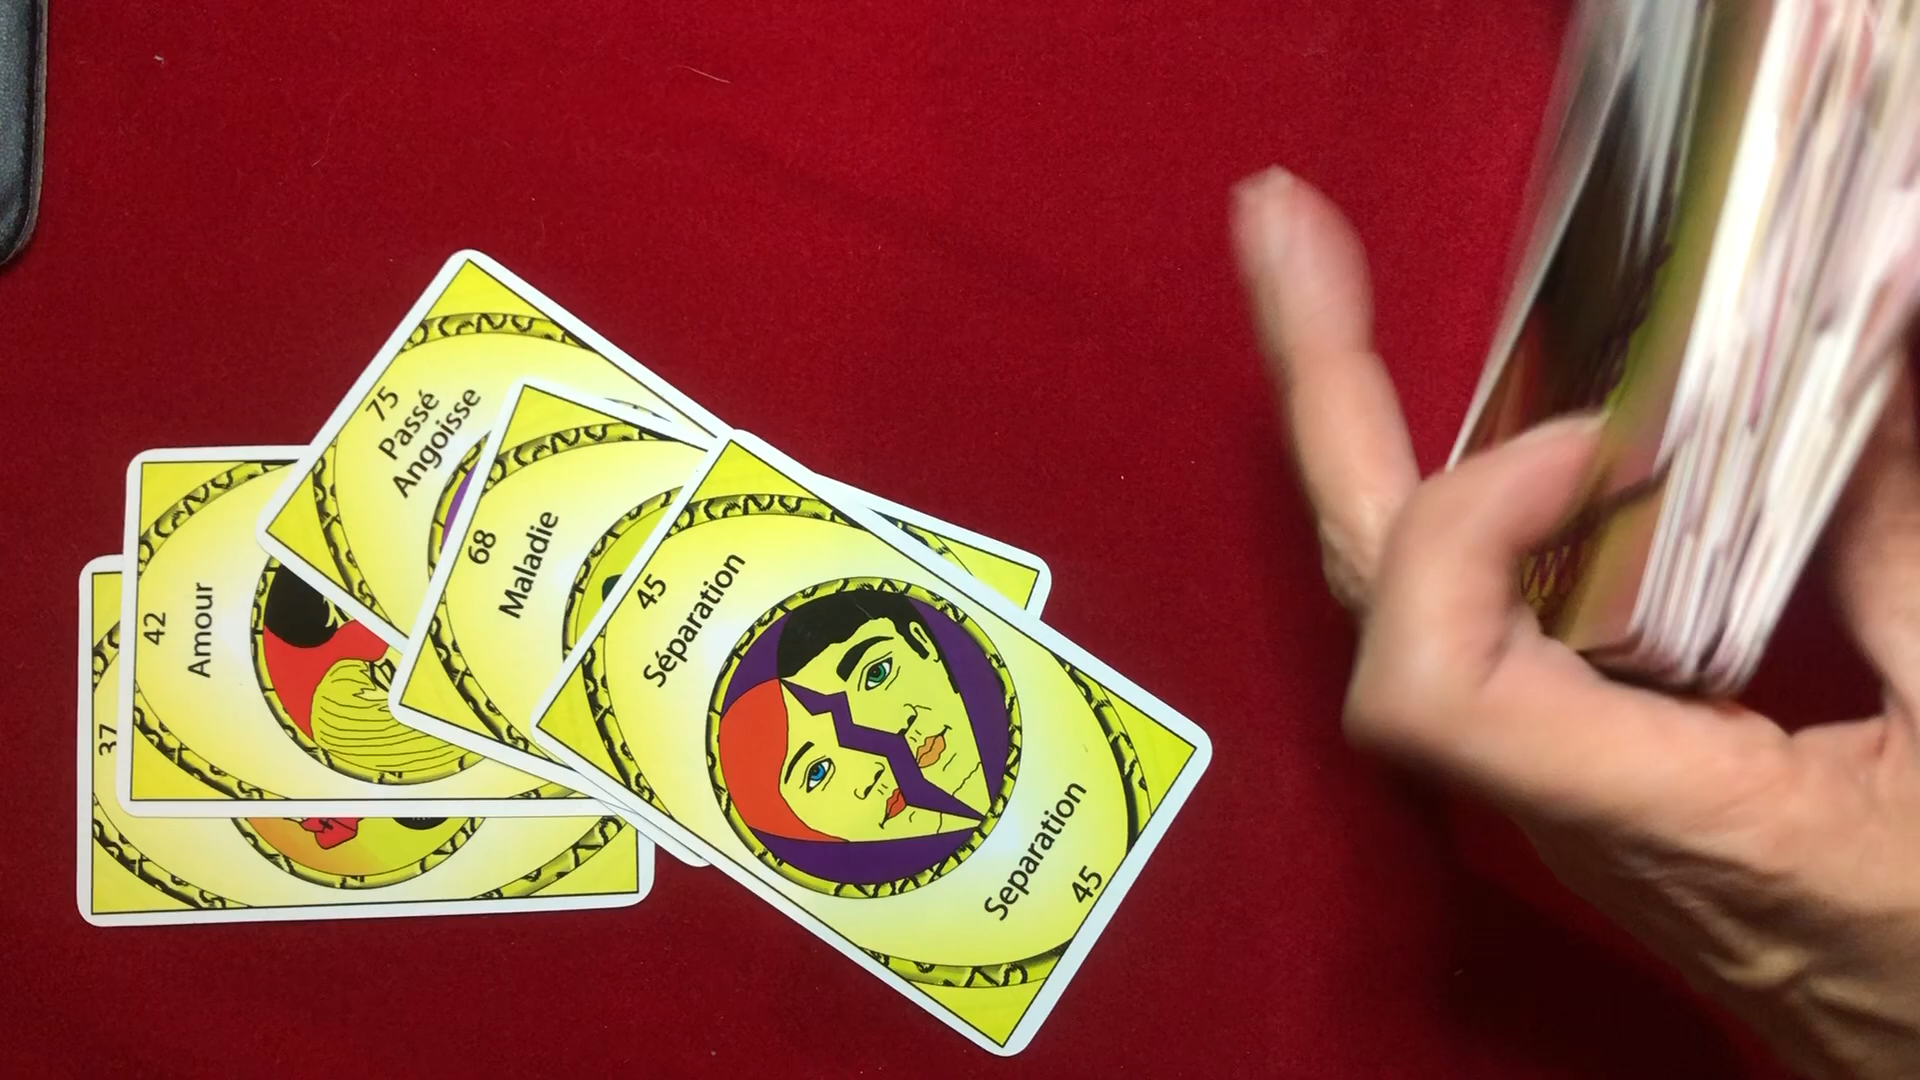 37
42
Amour
75
Passé
Angoisse
68
Maladie
45
Séparation
Separation
45